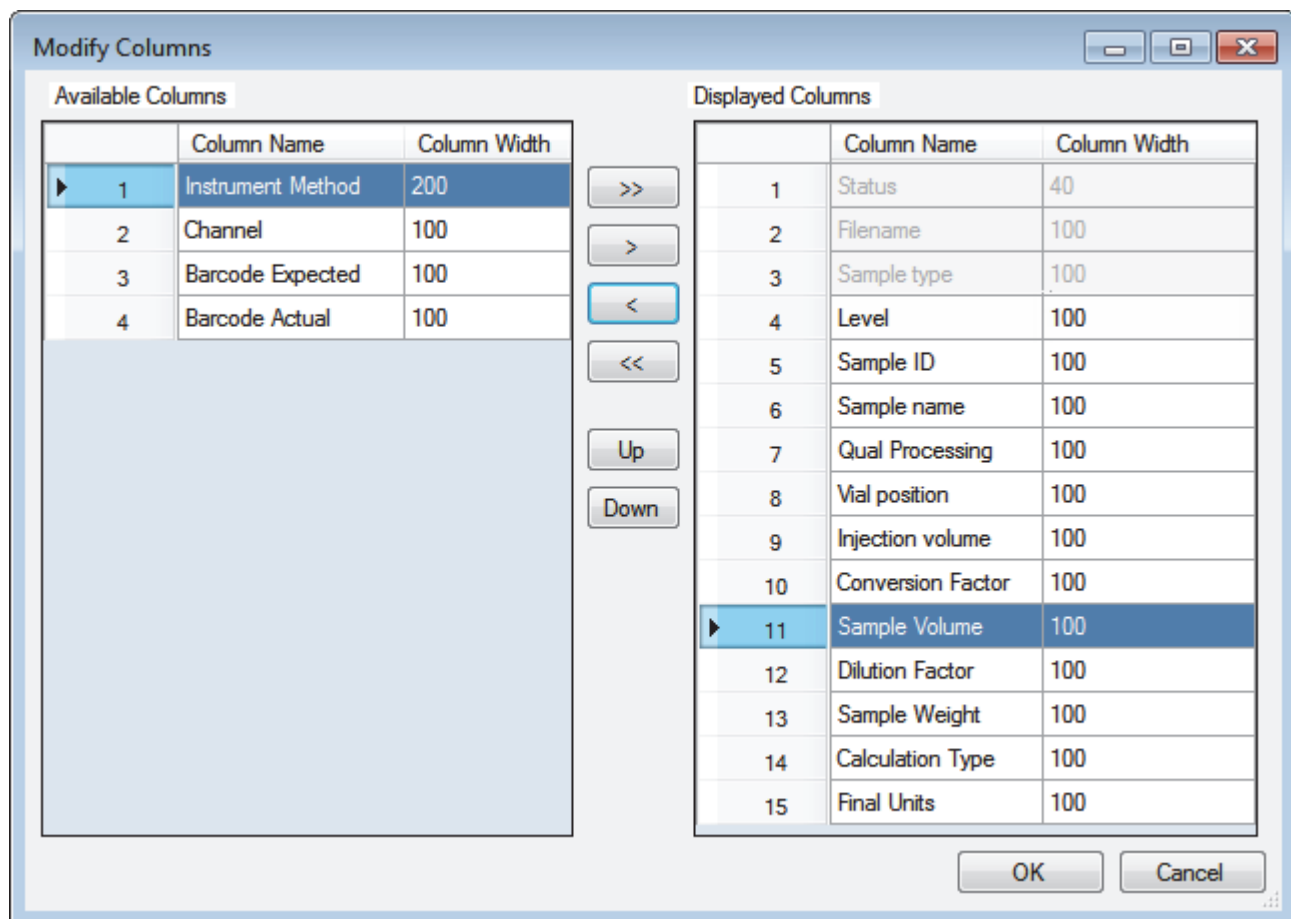 Modify Columns
Available Columns
Column Name Column Width
1 Instrument Method 200
2 Channel 100
3 Barcode Expected 100
4 Barcode Actual 100
>>
>
<
<<
Up
Down
Displayed Columns
Column Name Column Width
1 Status 40
2 Filename 100
3 Sample type 100
4 Level 100
5 Sample ID 100
6 Sample name 100
7 Qual Processing 100
8 Vial position 100
9 Injection volume 100
10 Conversion Factor 100
11 Sample Volume 100
12 Dilution Factor 100
13 Sample Weight 100
14 Calculation Type 100
15 Final Units 100
OK Cancel